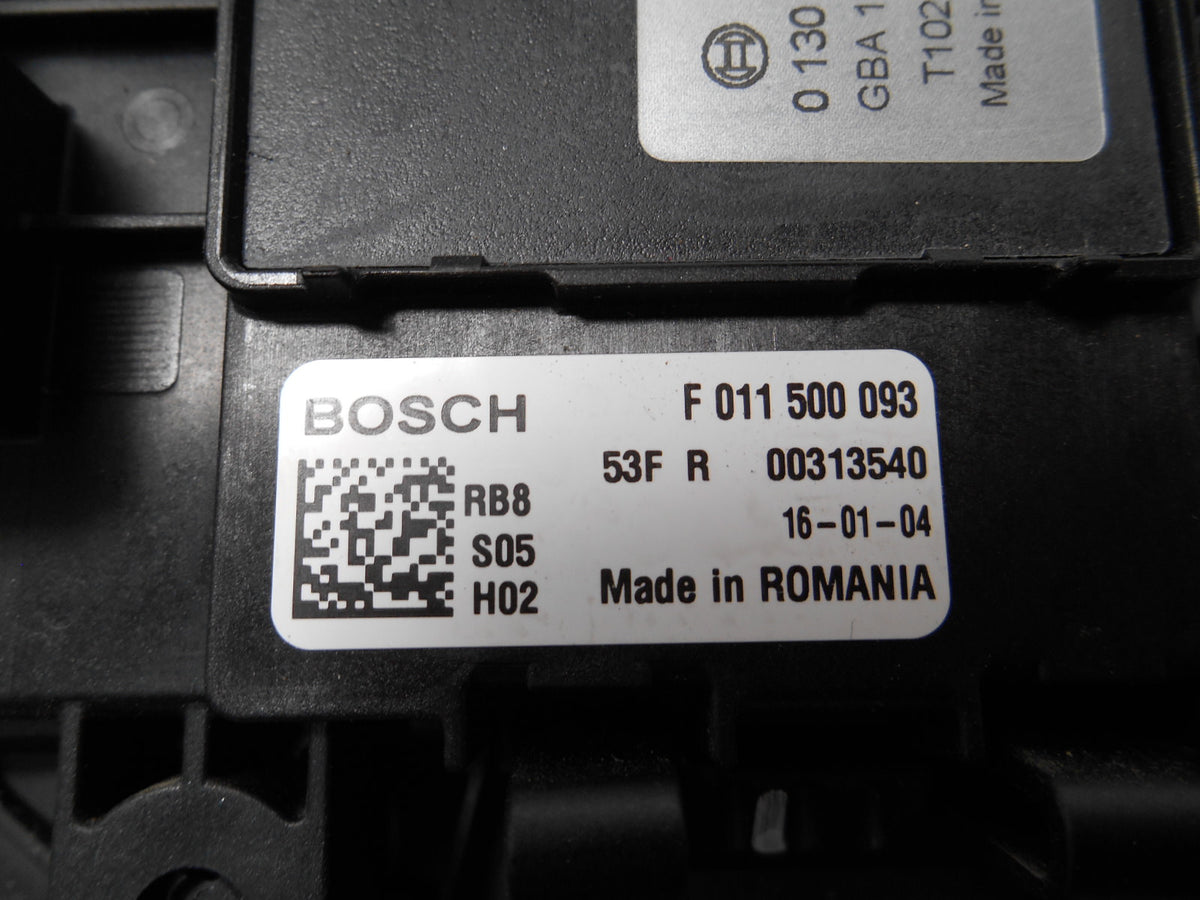 0 130
GBA 1
T102
Made in
BOSCH
F 011 500 093
53F R 00313540
RB8
16-01-04
S05
Made in ROMANIA
H02